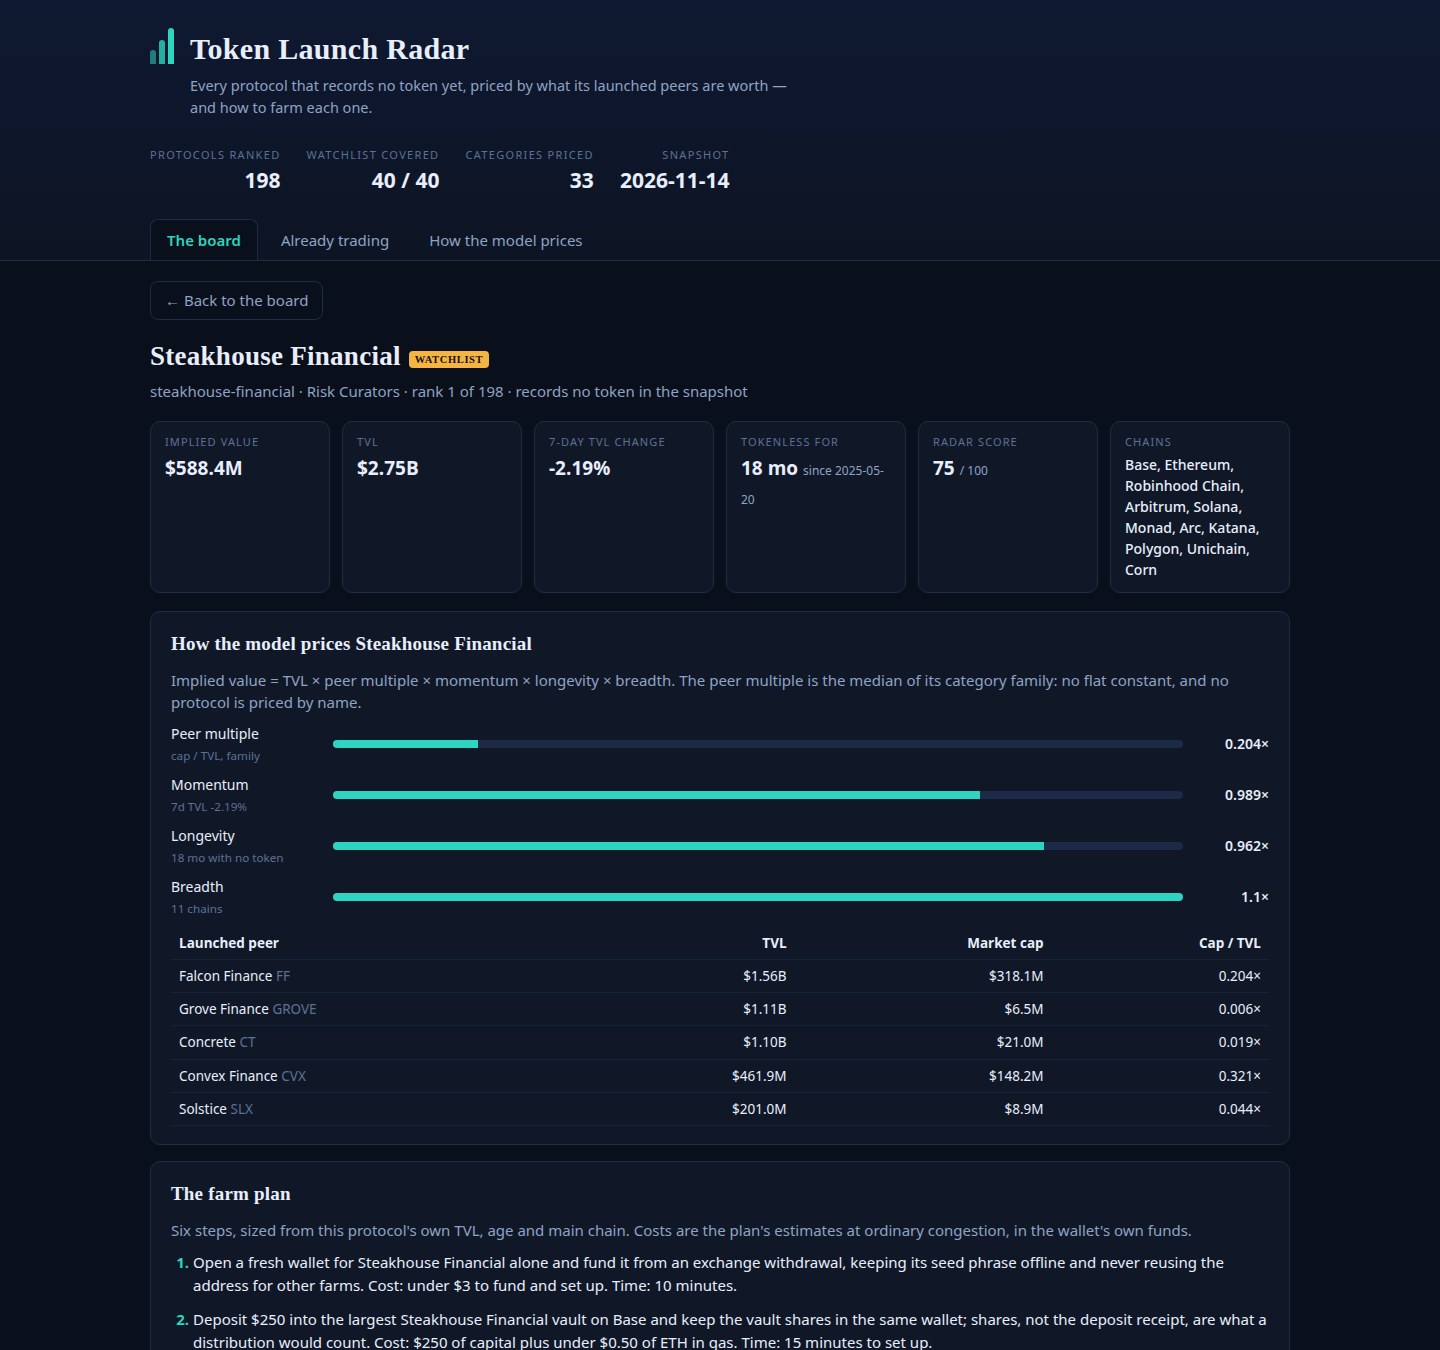 Token Launch Radar
Every protocol that records no token yet, priced by what its launched peers are worth —
and how to farm each one.
PROTOCOLS RANKED WATCHLIST COVERED CATEGORIES PRICED SNAPSHOT
198 40 / 40 33 2026-11-14
The board Already trading How the model prices
← Back to the board
Steakhouse Financial WATCHLIST
steakhouse-financial · Risk Curators · rank 1 of 198 · records no token in the snapshot
IMPLIED VALUE
$588.4M
TVL
$2.75B
7-DAY TVL CHANGE
-2.19%
TOKENLESS FOR
18 mo since 2025-05-
20
RADAR SCORE
75 / 100
CHAINS
Base, Ethereum,
Robinhood Chain,
Arbitrum, Solana,
Monad, Arc, Katana,
Polygon, Unichain,
Corn
How the model prices Steakhouse Financial
Implied value = TVL × peer multiple × momentum × longevity × breadth. The peer multiple is the median of its category family: no flat constant, and no
protocol is priced by name.
Peer multiple
cap / TVL, family
0.204×
Momentum
7d TVL -2.19%
0.989×
Longevity
18 mo with no token
0.962×
Breadth
11 chains
1.1×
Launched peer TVL Market cap Cap / TVL
Falcon Finance FF $1.56B $318.1M 0.204×
Grove Finance GROVE $1.11B $6.5M 0.006×
Concrete CT $1.10B $21.0M 0.019×
Convex Finance CVX $461.9M $148.2M 0.321×
Solstice SLX $201.0M $8.9M 0.044×
The farm plan
Six steps, sized from this protocol's own TVL, age and main chain. Costs are the plan's estimates at ordinary congestion, in the wallet's own funds.
1. Open a fresh wallet for Steakhouse Financial alone and fund it from an exchange withdrawal, keeping its seed phrase offline and never reusing the
address for other farms. Cost: under $3 to fund and set up. Time: 10 minutes.
2. Deposit $250 into the largest Steakhouse Financial vault on Base and keep the vault shares in the same wallet; shares, not the deposit receipt, are what a
distribution would count. Cost: $250 of capital plus under $0.50 of ETH in gas. Time: 15 minutes to set up.